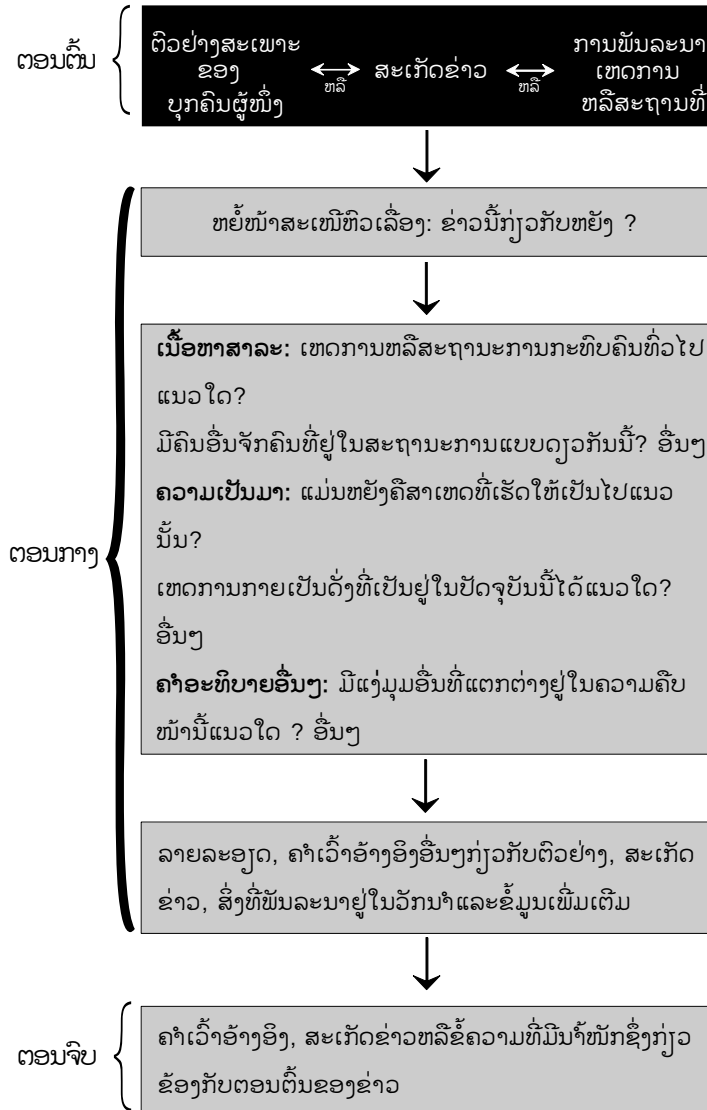 ຕອນຕົ້ນ
ຕົວຢ່າງສະເພາະ
ຂອງ
ບຸກຄົນຜູ້ໜຶ່ງ
ຫລື
ສະເກັດຂ່າວ
ຫລື
ການພັນລະນາ
ເຫດການ
ຫລືສະຖານທີ່
ຕອນກາງ
ຫຍໍ້ໜ້າສະເໜີຫົວເລື່ອງ: ຂ່າວນີ້ກ່ຽວກັບຫຍັງ ?
ເນື້ອຫາສາລະ: ເຫດການຫລືສະຖານະການກະທົບຄົນທົ່ວໄປ
ແນວໃດ?
ມີຄົນອື່ນຈັກຄົນທີ່ຢູ່ໃນສະຖານະການແບບດຽວກັນນີ້? ອື່ນໆ
ຄວາມເປັນມາ: ແມ່ນຫຍັງຄືສາເຫດທີ່ເຮັດໃຫ້ເປັນໄປແນວ
ນັ້ນ?
ເຫດການກາຍເປັນດັ່ງທີ່ເປັນຢູ່ໃນປັດຈຸບັນນີ້ໄດ້ແນວໃດ?
ອື່ນໆ
ຄຳອະທິບາຍອື່ນໆ: ມີແງ່ມຸມອື່ນທີ່ແຕກຕ່າງຢູ່ໃນຄວາມຄືບ
ໜ້ານີ້ແນວໃດ ? ອື່ນໆ
ລາຍລະອຽດ, ຄຳເວົ້າອ້າງອິງອື່ນໆກ່ຽວກັບຕົວຢ່າງ, ສະເກັດ
ຂ່າວ, ສິ່ງທີ່ພັນລະນາຢູ່ໃນວັກນຳແລະຂໍ້ມູນເພີ່ມເຕີມ
ຕອນຈົບ
ຄຳເວົ້າອ້າງອິງ, ສະເກັດຂ່າວຫລືຂໍ້ຄວາມທີ່ມີນ້ຳໜັກຊຶ່ງກ່ຽວ
ຂ້ອງກັບຕອນຕົ້ນຂອງຂ່າວ